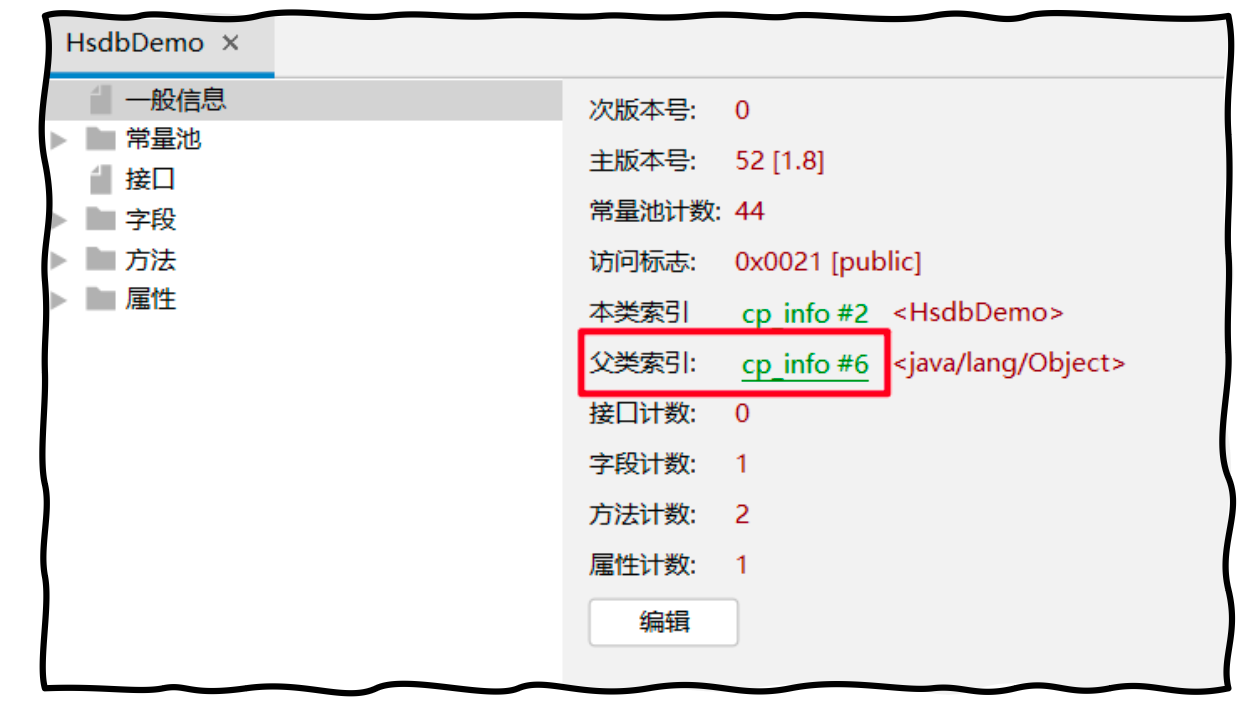 HsdbDemo ×
一般信息
常量池
接口
字段
方法
属性
次版本号: 0
主版本号: 52 [1.8]
常量池计数: 44
访问标志: 0x0021 [public]
本类索引 cp_info #2 <HsdbDemo>
父类索引: cp_info #6 <java/lang/Object>
接口计数: 0
字段计数: 1
方法计数: 2
属性计数: 1
编辑